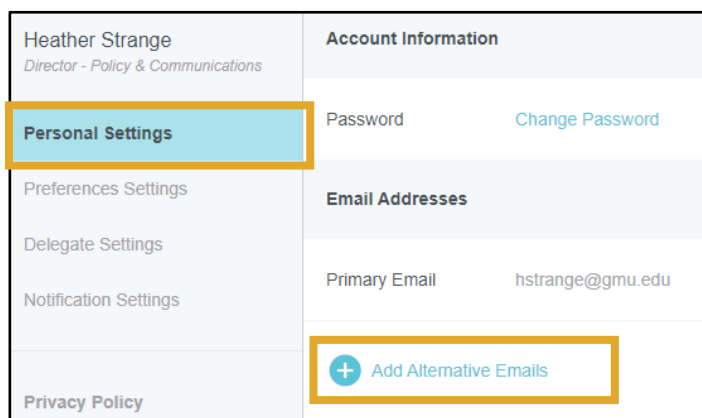 Heather Strange
Director - Policy & Communications
Personal Settings
Preferences Settings
Delegate Settings
Notification Settings
Privacy Policy
Account Information
Password Change Password
Email Addresses
Primary Email hstrange@gmu.edu
Add Alternative Emails